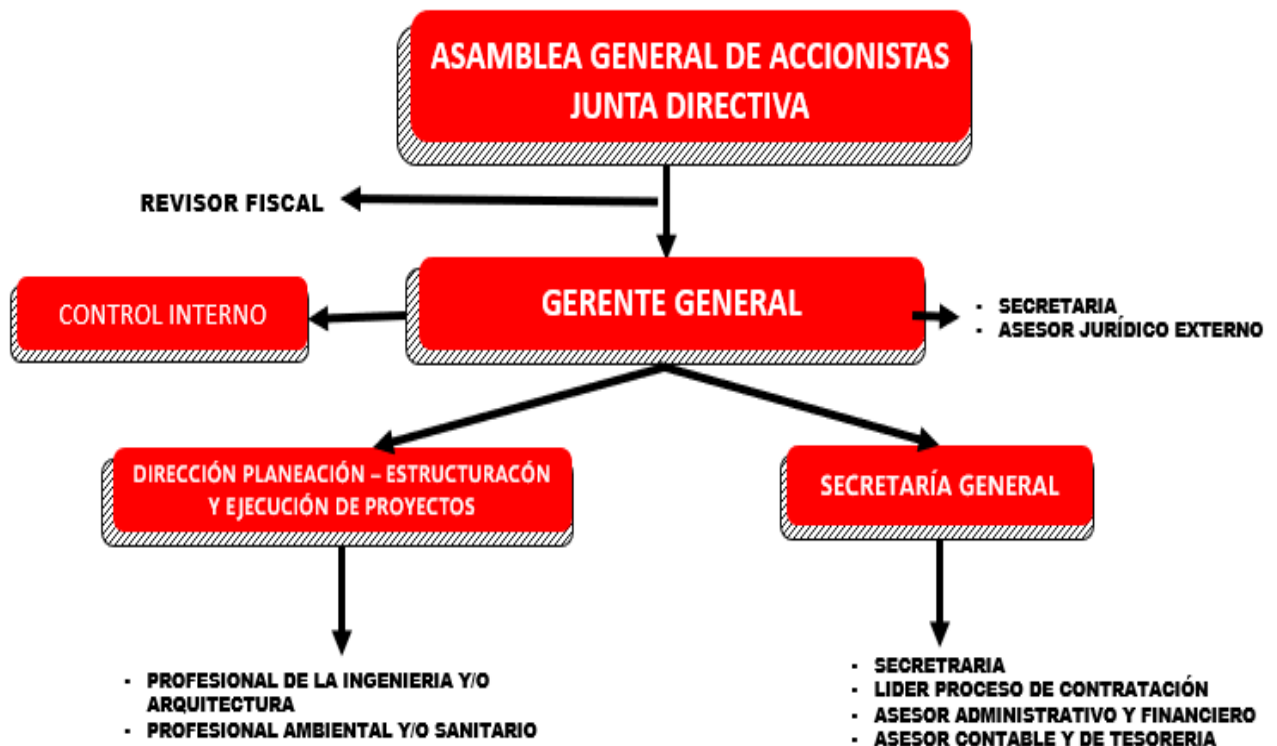 ASAMBLEA GENERAL DE ACCIONISTAS
JUNTA DIRECTIVA
REVISOR FISCAL
CONTROL INTERNO
GERENTE GENERAL
- SECRETARIA
- ASESOR JURÍDICO EXTERNO
DIRECCIÓN PLANEACIÓN – ESTRUCTURACÓN
Y EJECUCIÓN DE PROYECTOS
SECRETARÍA GENERAL
- PROFESIONAL DE LA INGENIERIA Y/O
ARQUITECTURA
- PROFESIONAL AMBIENTAL Y/O SANITARIO
- SECRETRARIA
- LIDER PROCESO DE CONTRATACIÓN
- ASESOR ADMINISTRATIVO Y FINANCIERO
- ASESOR CONTABLE Y DE TESORERIA